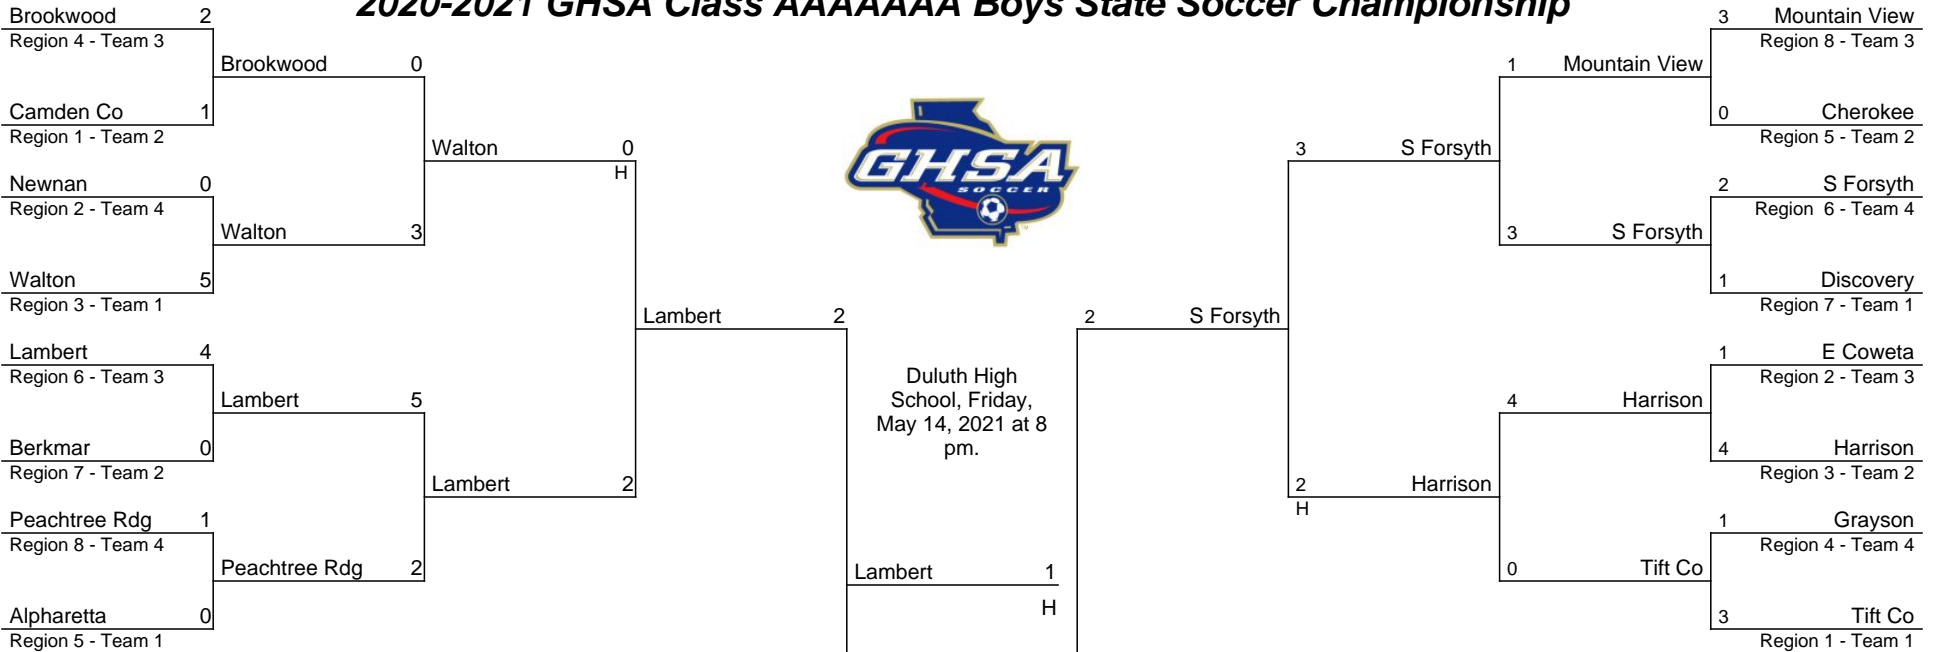 2020-2021 GHSA Class AAAAAAA Boys State Soccer Championship
Brookwood 2
Region 4 - Team 3
Brookwood 0
Camden Co 1
Region 1 - Team 2
Walton 0
H
Newnan 0
Region 2 - Team 4
Walton 3
Walton 5
Region 3 - Team 1
Lambert 2
Lambert 4
Region 6 - Team 3
Lambert 5
Berkmar 0
Region 7 - Team 2
Lambert 2
Peachtree Rdg 1
Region 8 - Team 4
Peachtree Rdg 2
Alpharetta 0
Region 5 - Team 1
GHSA
SOCCER
Duluth High
School, Friday,
May 14, 2021 at 8
pm.
Lambert 1
H
3 Mountain View
Region 8 - Team 3
1 Mountain View
0 Cherokee
Region 5 - Team 2
3 S Forsyth
2 S Forsyth
Region 6 - Team 4
3 S Forsyth
1 Discovery
Region 7 - Team 1
2 S Forsyth
1 E Coweta
Region 2 - Team 3
4 Harrison
4 Harrison
Region 3 - Team 2
2 Harrison
H
1 Grayson
Region 4 - Team 4
0 Tift Co
3 Tift Co
Region 1 - Team 1